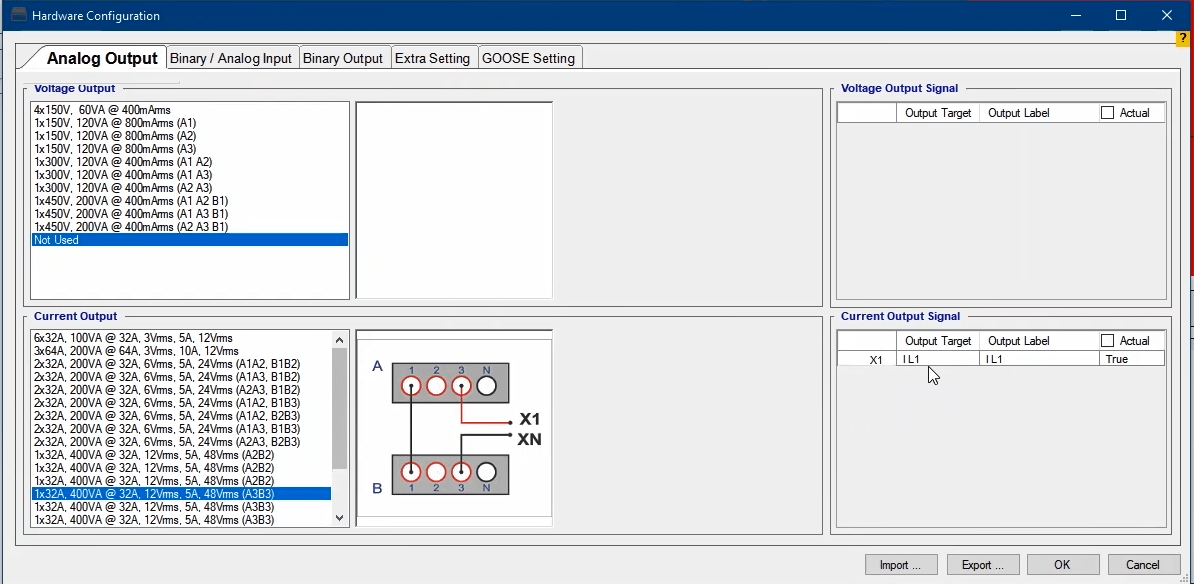 Hardware Configuration
?
Analog Output
Binary / Analog Input
Binary Output
Extra Setting
GOOSE Setting
Voltage Output
4x150V, 60VA @ 400mArms
1x150V, 120VA @ 800mArms (A1)
1x150V, 120VA @ 800mArms (A2)
1x150V, 120VA @ 800mArms (A3)
1x300V, 120VA @ 400mArms (A1 A2)
1x300V, 120VA @ 400mArms (A1 A3)
1x300V, 120VA @ 400mArms (A2 A3)
1x450V, 200VA @ 400mArms (A1 A2 B1)
1x450V, 200VA @ 400mArms (A1 A3 B1)
1x450V, 200VA @ 400mArms (A2 A3 B1)
Not Used
Voltage Output Signal
Output Target Output Label Actual
Current Output
6x32A, 100VA @ 32A, 3Vrms, 5A, 12Vrms
3x64A, 200VA @ 64A, 3Vrms, 10A, 12Vrms
2x32A, 200VA @ 32A, 6Vrms, 5A, 24Vrms (A1A2, B1B2)
2x32A, 200VA @ 32A, 6Vrms, 5A, 24Vrms (A1A3, B1B2)
2x32A, 200VA @ 32A, 6Vrms, 5A, 24Vrms (A2A3, B1B2)
2x32A, 200VA @ 32A, 6Vrms, 5A, 24Vrms (A1A2, B1B3)
2x32A, 200VA @ 32A, 6Vrms, 5A, 24Vrms (A1A2, B2B3)
2x32A, 200VA @ 32A, 6Vrms, 5A, 24Vrms (A1A3, B1B3)
2x32A, 200VA @ 32A, 6Vrms, 5A, 24Vrms (A2A3, B2B3)
1x32A, 400VA @ 32A, 12Vrms, 5A, 48Vrms (A2B2)
1x32A, 400VA @ 32A, 12Vrms, 5A, 48Vrms (A2B2)
1x32A, 400VA @ 32A, 12Vrms, 5A, 48Vrms (A2B2)
1x32A, 400VA @ 32A, 12Vrms, 5A, 48Vrms (A3B3)
1x32A, 400VA @ 32A, 12Vrms, 5A, 48Vrms (A3B3)
1x32A, 400VA @ 32A, 12Vrms, 5A, 48Vrms (A3B3)
A 1 2 3 N
X1
XN
B 1 2 3 N
Current Output Signal
Output Target Output Label Actual
X1 I L1 I L1 True
Import ...
Export ...
OK
Cancel